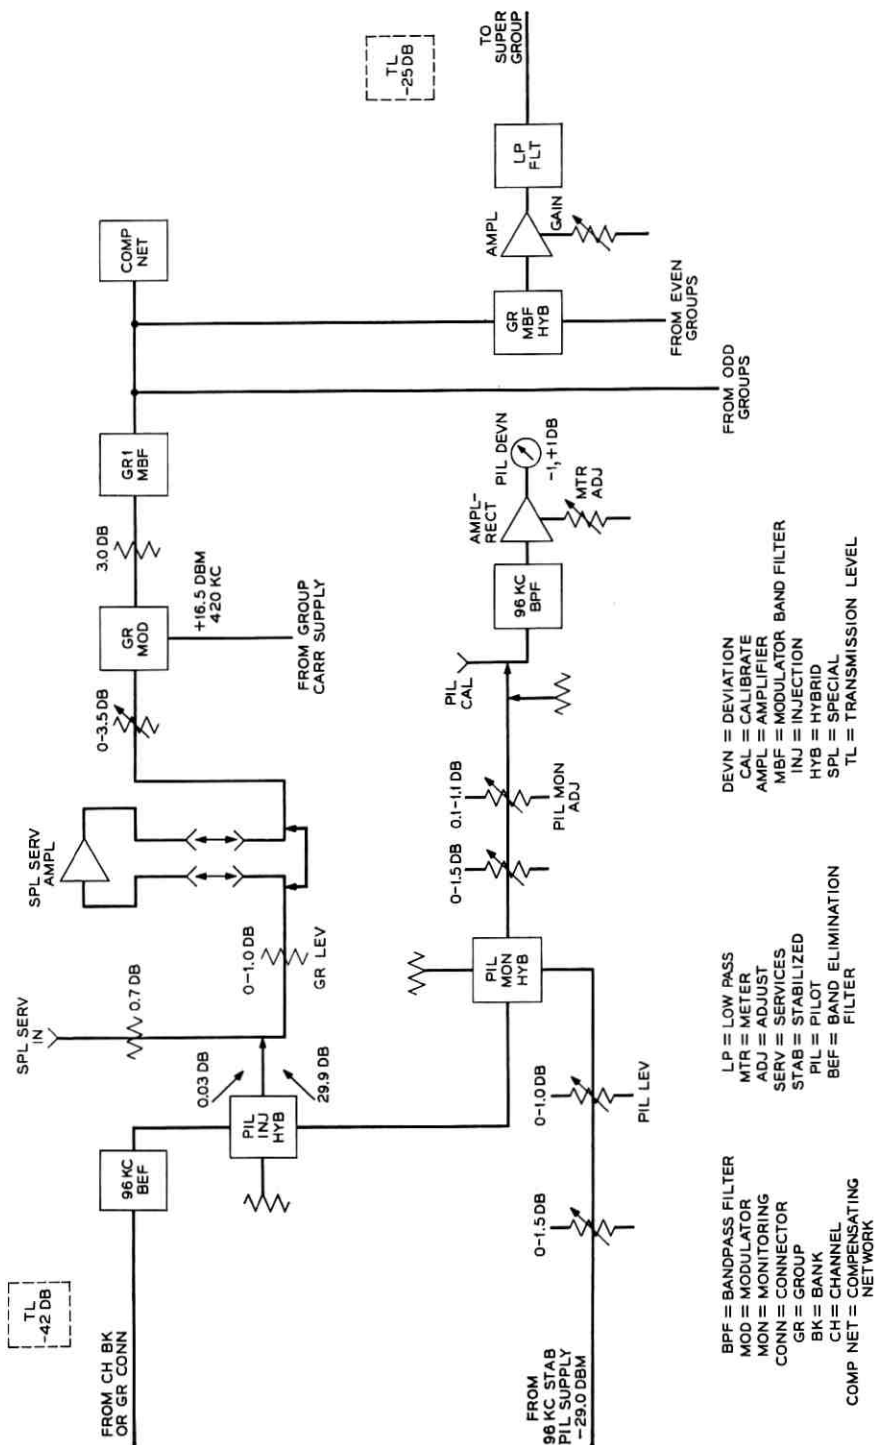 TL
-42 DB
FROM CH BK
OR GR CONN
96 KC
BEF
PIL
INJ
HYB
0.03 DB
29.9 DB
SPL SERV
IN
0.7 DB
0-1.0 DB
GR LEV
SPL SERV
AMPL
0-3.5 DB
GR
MOD
+16.5 DBM
420 KC
FROM GROUP
CARR SUPPLY
3.0 DB
GR1
MBF
COMP
NET
TL
-25 DB
FROM ODD
GROUPS
GR
MBF
HYB
FROM EVEN
GROUPS
AMPL
GAIN
LP
FLT
TO
SUPER
GROUP
FROM
96 KC STAB
PIL SUPPLY
-29.0 DBM
0-1.5 DB
0-1.0 DB
PIL LEV
PIL
MON
HYB
0-1.5 DB
0.1-1.1 DB
PIL MON
ADJ
PIL
CAL
96 KC
BPF
AMPL-
RECT
MTR
ADJ
PIL DEVN
-1, +1 DB
BPF = BANDPASS FILTER
MOD = MODULATOR
MON = MONITORING
CONN = CONNECTOR
GR = GROUP
BK = BANK
CH = CHANNEL
COMP NET = COMPENSATING
NETWORK
LP = LOW PASS
MTR = METER
ADJ = ADJUST
SERV = SERVICES
STAB = STABILIZED
PIL = PILOT
BEF = BAND ELIMINATION
FILTER
DEVN = DEVIATION
CAL = CALIBRATE
AMPL = AMPLIFIER
MBF = MODULATOR BAND FILTER
INJ = INJECTION
HYB = HYBRID
SPL = SPECIAL
TL = TRANSMISSION LEVEL